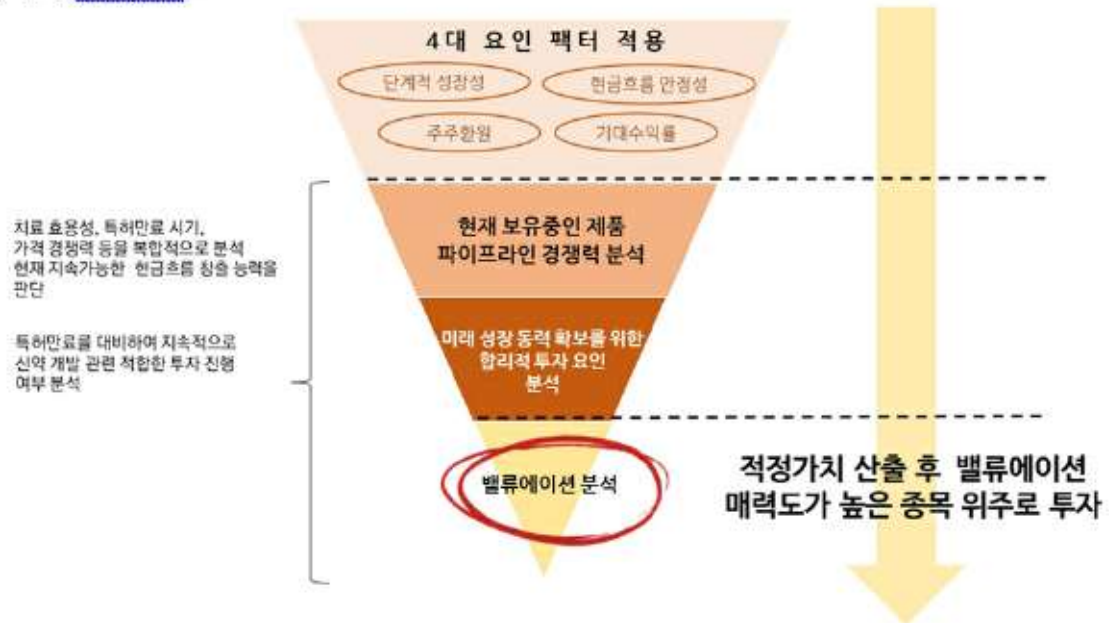 4대 요인 팩터 적용
단계적 성장성
현금흐름 안정성
주주환원
기대수익률
치료 효용성, 특허만료 시기,
가격 경쟁력 등을 복합적으로 분석
현재 지속가능한 현금흐름 창출 능력을
판단
현재 보유중인 제품
파이프라인 경쟁력 분석
특허만료를 대비하여 지속적으로
신약 개발 관련 적합한 투자 진행
여부 분석
미래 성장 동력 확보를 위한
합리적 투자 요인
분석
밸류에이션 분석
적정가치 산출 후 밸류에이션
매력도가 높은 종목 위주로 투자